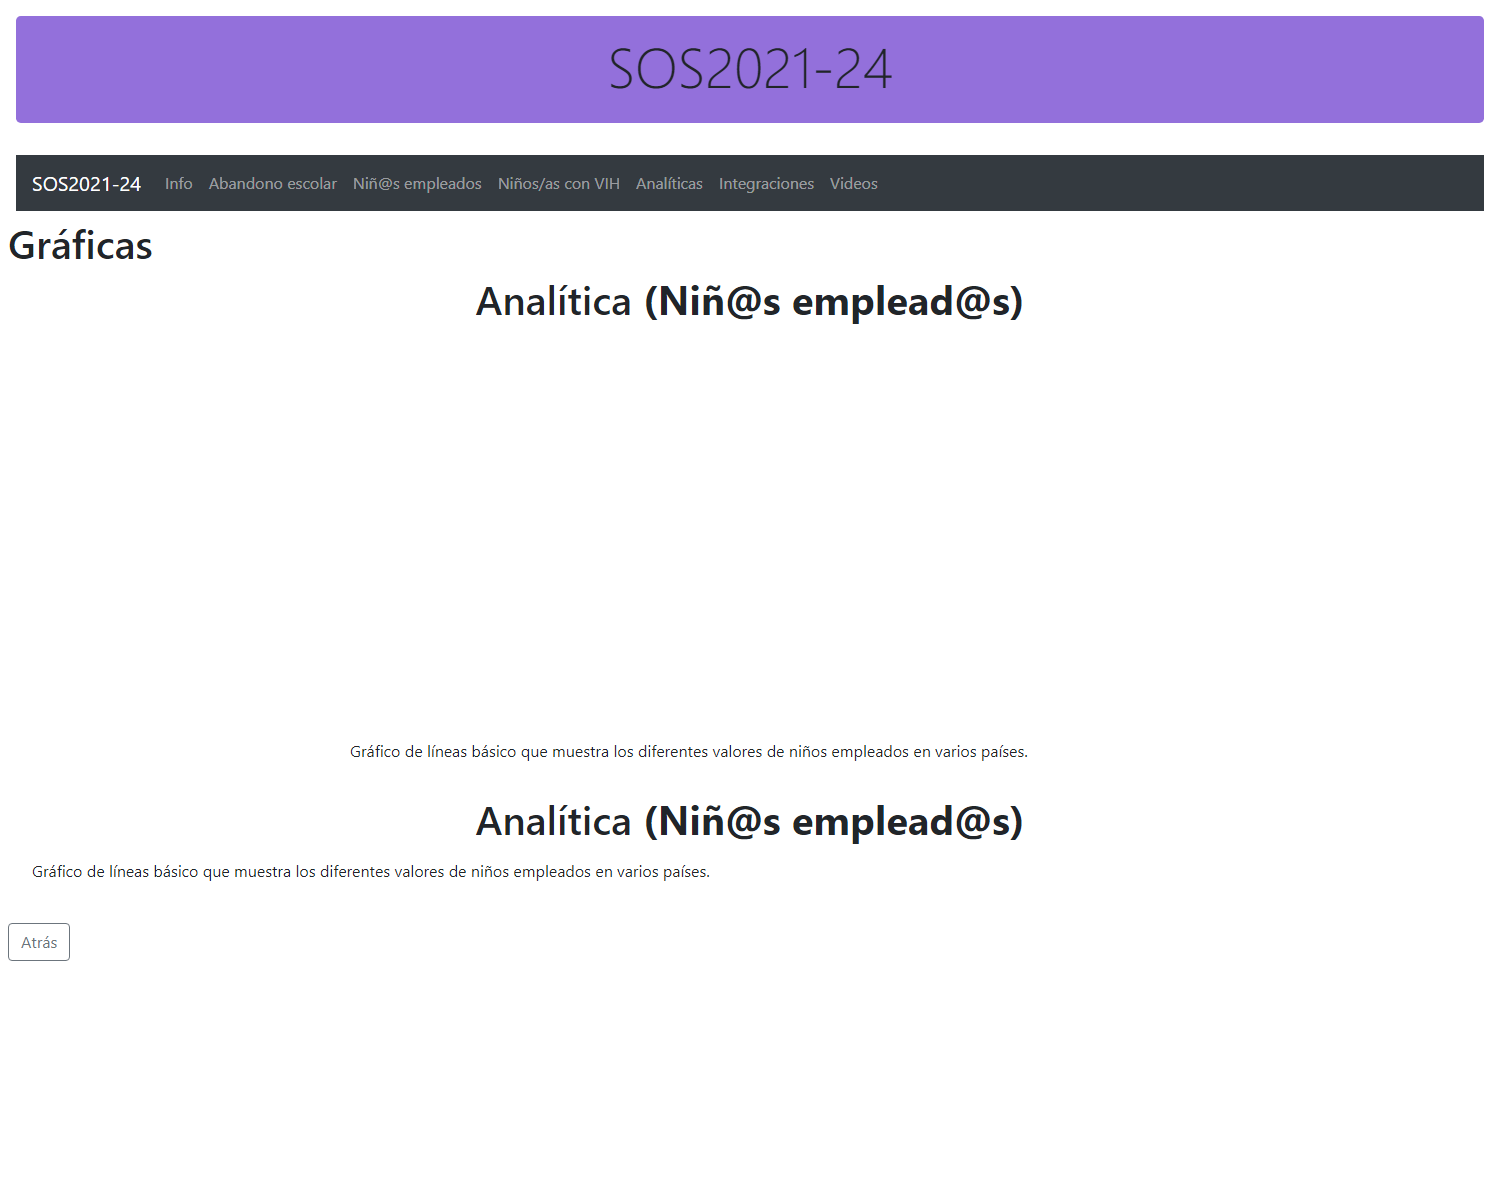 SOS2021-24
SOS2021-24 Info Abandono escolar Niñ@s empleados Niños/as con VIH Analíticas Integraciones Videos
Gráficas
Analítica (Niñ@s emplead@s)
Gráfico de líneas básico que muestra los diferentes valores de niños empleados en varios países.
Analítica (Niñ@s emplead@s)
Gráfico de líneas básico que muestra los diferentes valores de niños empleados en varios países.
Atrás